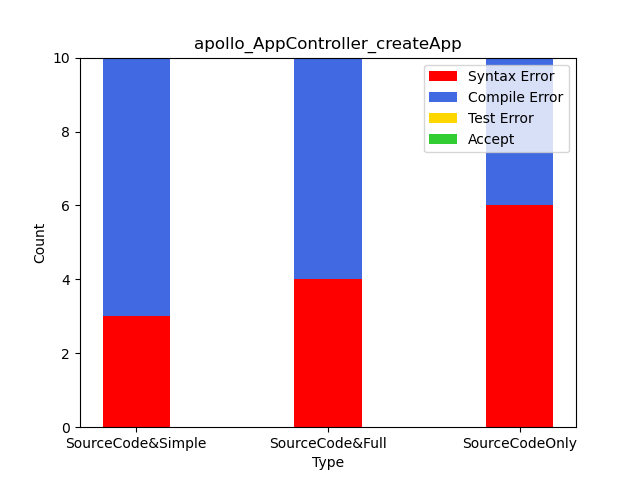 apollo_AppController_createApp
10
8
6
4
2
0
Count
Syntax Error
Compile Error
Test Error
Accept
SourceCode&Simple
SourceCode&Full
SourceCodeOnly
Type